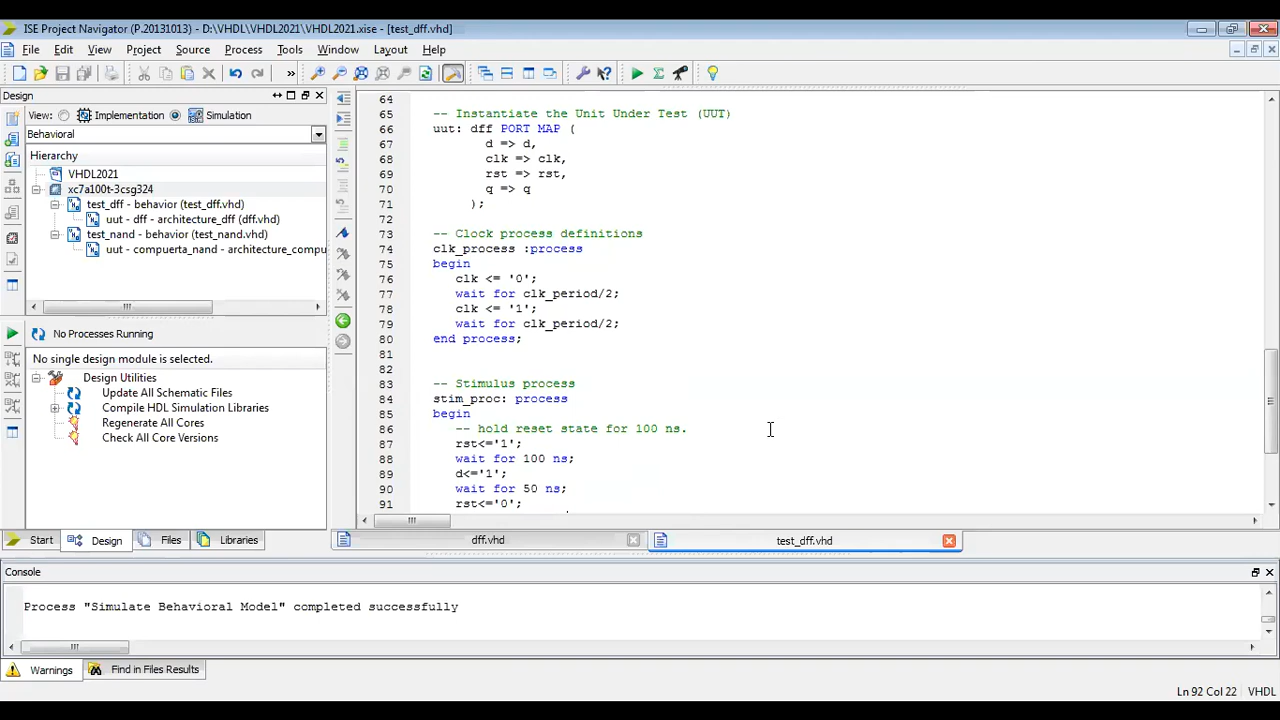 ISE Project Navigator (P.20131013) - D:\VHDL\VHDL2021\VHDL2021.xise - [test_dff.vhd]
File Edit View Project Source Process Tools Window Layout Help
»
Design
View: Implementation Simulation
Behavioral
Hierarchy
VHDL2021
xc7a100t-3csg324
test_dff - behavior (test_dff.vhd)
uut - dff - architecture_dff (dff.vhd)
test_nand - behavior (test_nand.vhd)
uut - compuerta_nand - architecture_compu
No Processes Running
No single design module is selected.
Design Utilities
Update All Schematic Files
Compile HDL Simulation Libraries
Regenerate All Cores
Check All Core Versions
Start Design Files Libraries
64
65 -- Instantiate the Unit Under Test (UUT)
66 uut: dff PORT MAP (
67 d => d,
68 clk => clk,
69 rst => rst,
70 q => q
71 );
72
73 -- Clock process definitions
74 clk_process :process
75 begin
76 clk <= '0';
77 wait for clk_period/2;
78 clk <= '1';
79 wait for clk_period/2;
80 end process;
81
82
83 -- Stimulus process
84 stim_proc: process
85 begin
86 -- hold reset state for 100 ns.
87 rst<='1';
88 wait for 100 ns;
89 d<='1';
90 wait for 50 ns;
91 rst<='0';
dff.vhd test_dff.vhd
Console
Process "Simulate Behavioral Model" completed successfully
Warnings Find in Files Results
Ln 92 Col 22 VHDL